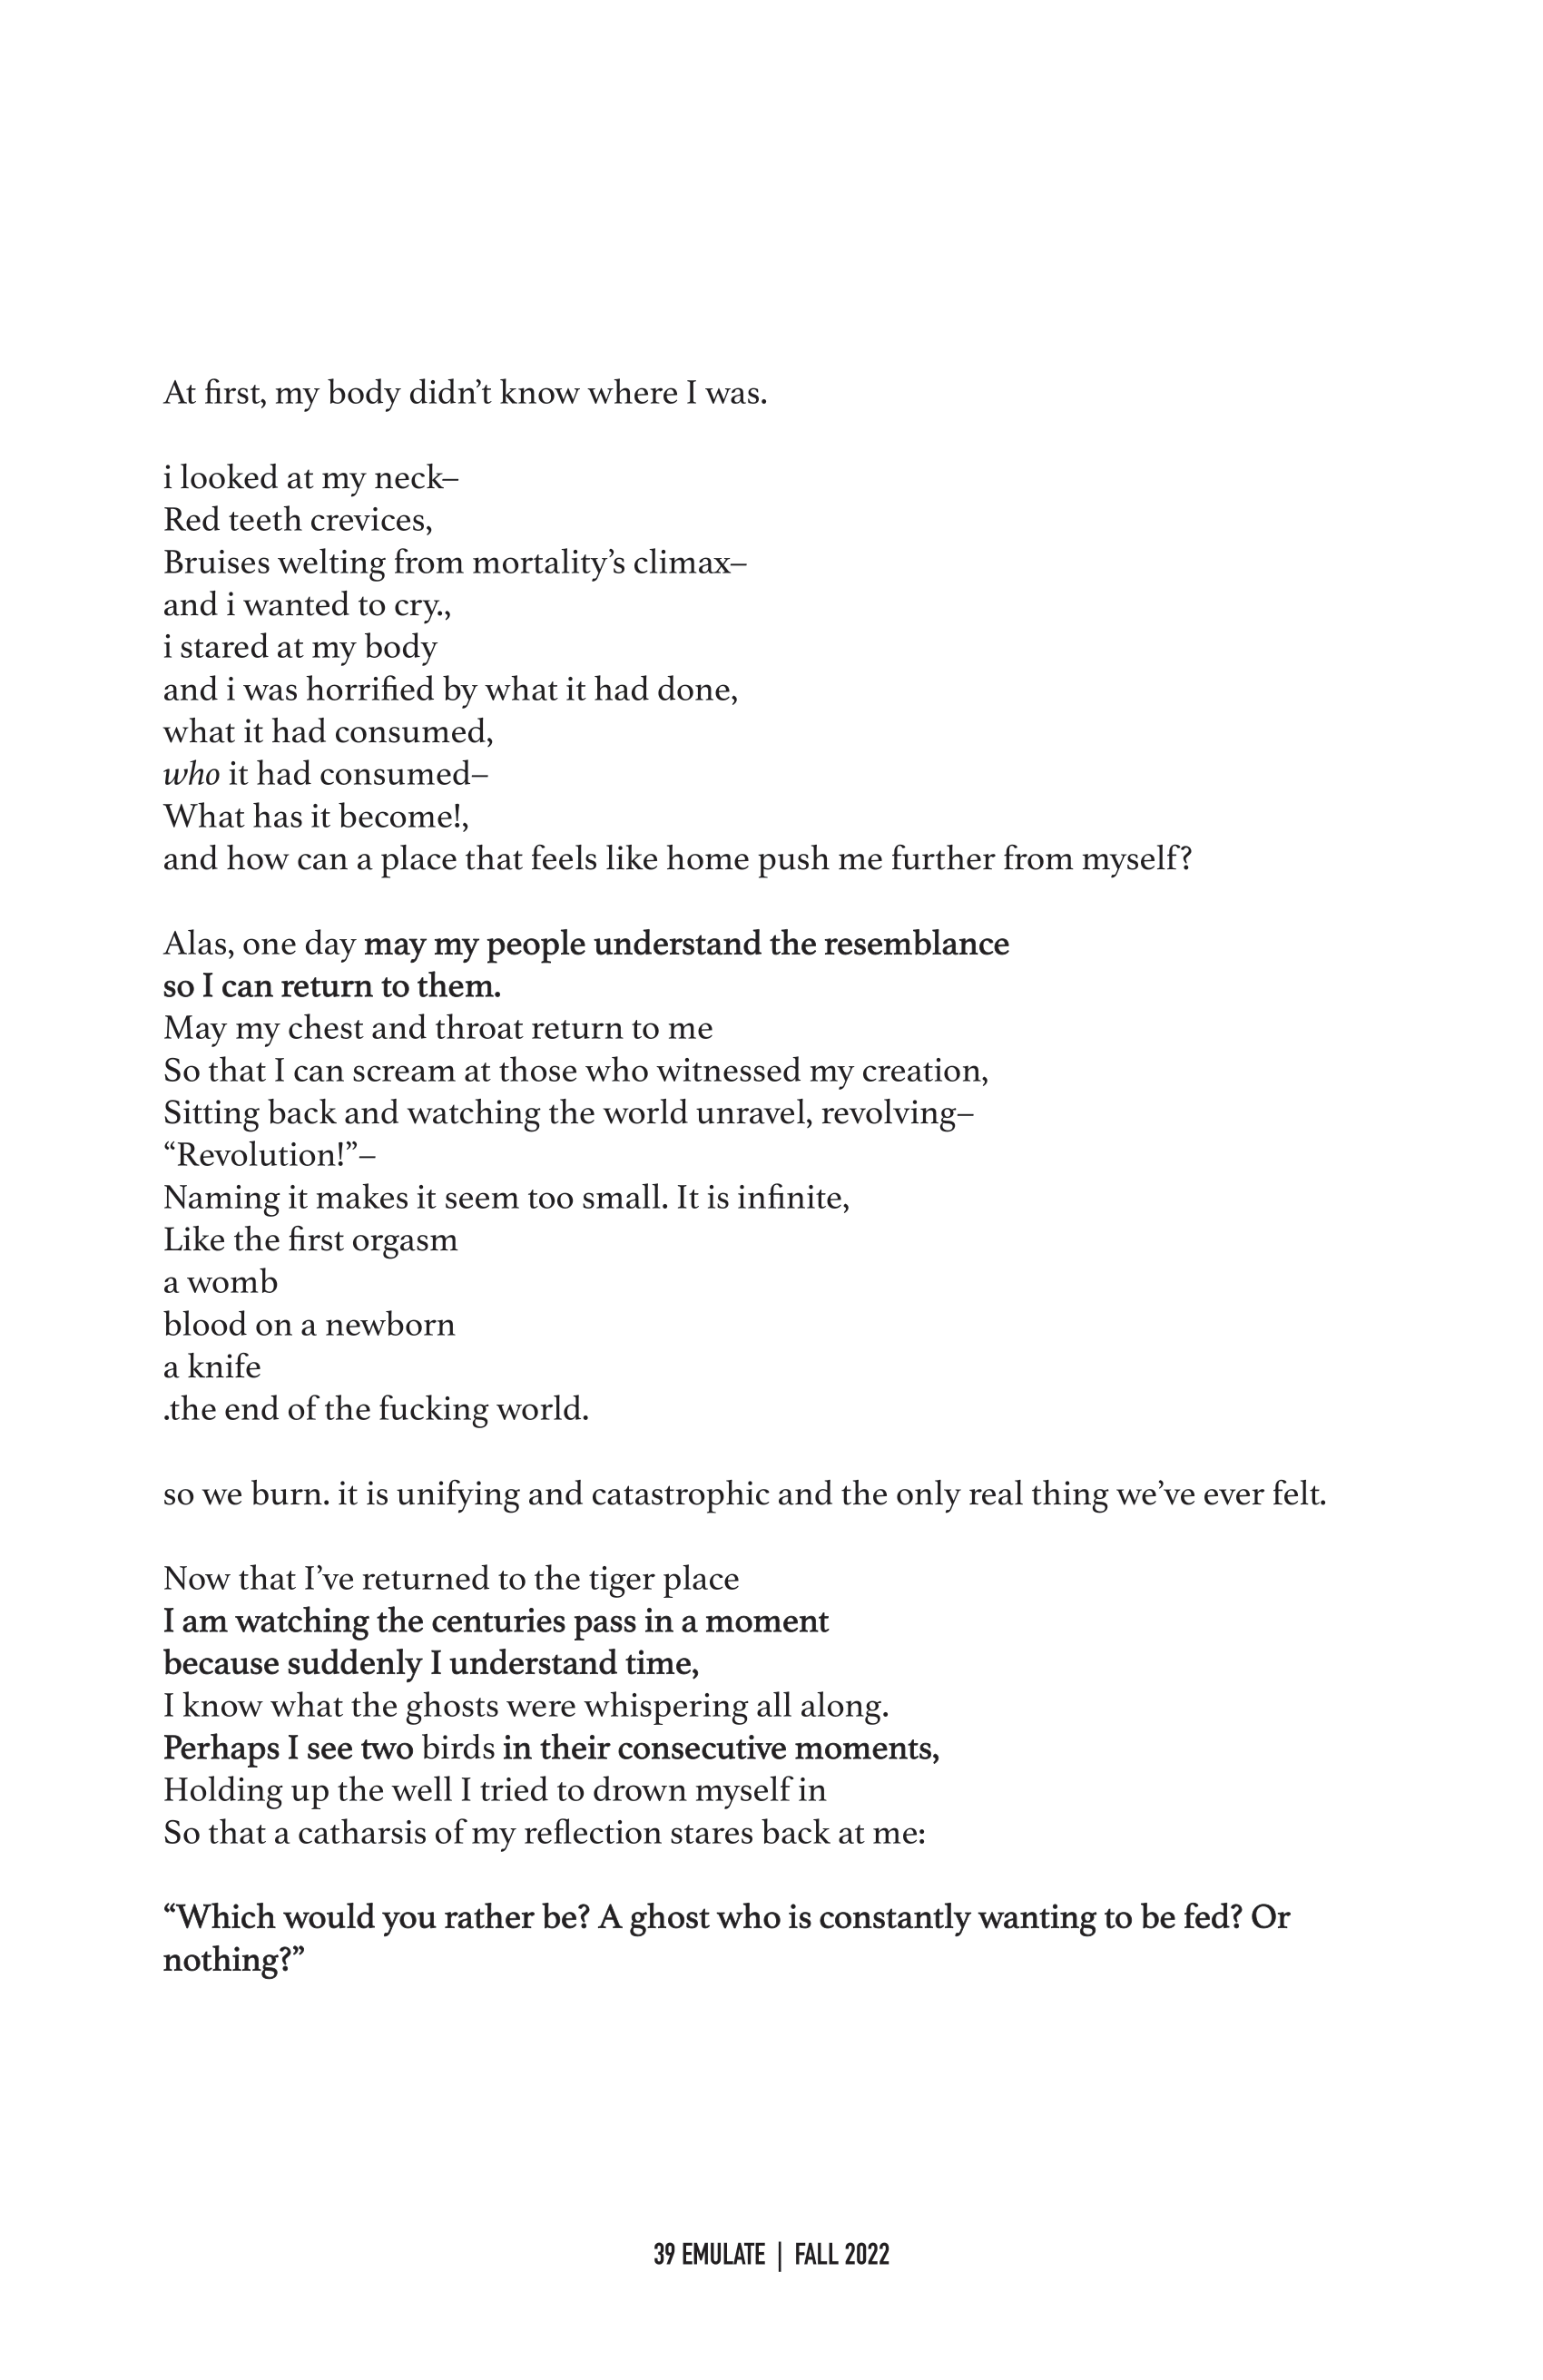 At first, my body didn’t know where I was.
i looked at my neck–
Red teeth crevices,
Bruises welting from mortality’s climax–
and i wanted to cry.,
i stared at my body
and i was horrified by what it had done,
what it had consumed,
who it had consumed–
What has it become!,
and how can a place that feels like home push me further from myself?
Alas, one day may my people understand the resemblance
so I can return to them.
May my chest and throat return to me
So that I can scream at those who witnessed my creation,
Sitting back and watching the world unravel, revolving–
“Revolution!”–
Naming it makes it seem too small. It is infinite,
Like the first orgasm
a womb
blood on a newborn
a knife
.the end of the fucking world.
so we burn. it is unifying and catastrophic and the only real thing we’ve ever felt.
Now that I’ve returned to the tiger place
I am watching the centuries pass in a moment
because suddenly I understand time,
I know what the ghosts were whispering all along.
Perhaps I see two birds in their consecutive moments,
Holding up the well I tried to drown myself in
So that a catharsis of my reflection stares back at me:
“Which would you rather be? A ghost who is constantly wanting to be fed? Or
nothing?”
39 EMULATE | FALL 2022